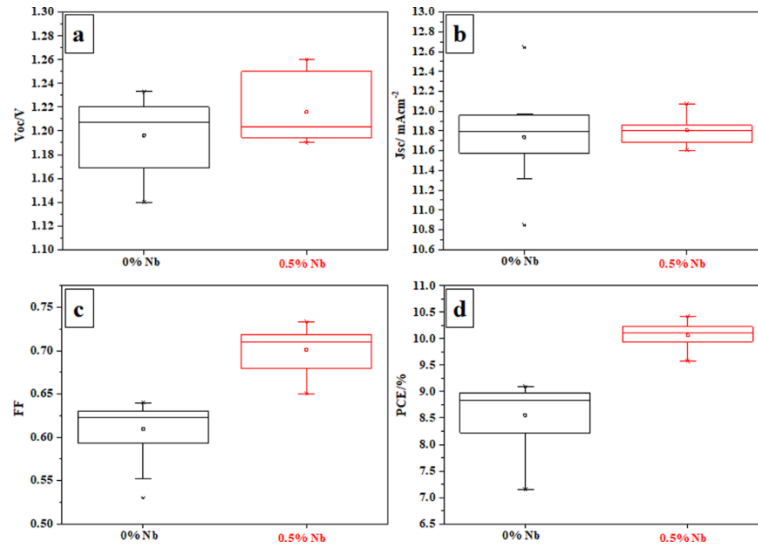 a
Voc/V
1.30
1.28
1.26
1.24
1.22
1.20
1.18
1.16
1.14
1.12
1.10
0% Nb
0.5% Nb
b
Jsc/ mAcm-2
13.0
12.8
12.6
12.4
12.2
12.0
11.8
11.6
11.4
11.2
11.0
10.8
10.6
0% Nb
0.5% Nb
c
FF
0.75
0.70
0.65
0.60
0.55
0.50
0% Nb
0.5% Nb
d
PCE/%
11.0
10.5
10.0
9.5
9.0
8.5
8.0
7.5
7.0
6.5
0% Nb
0.5% Nb